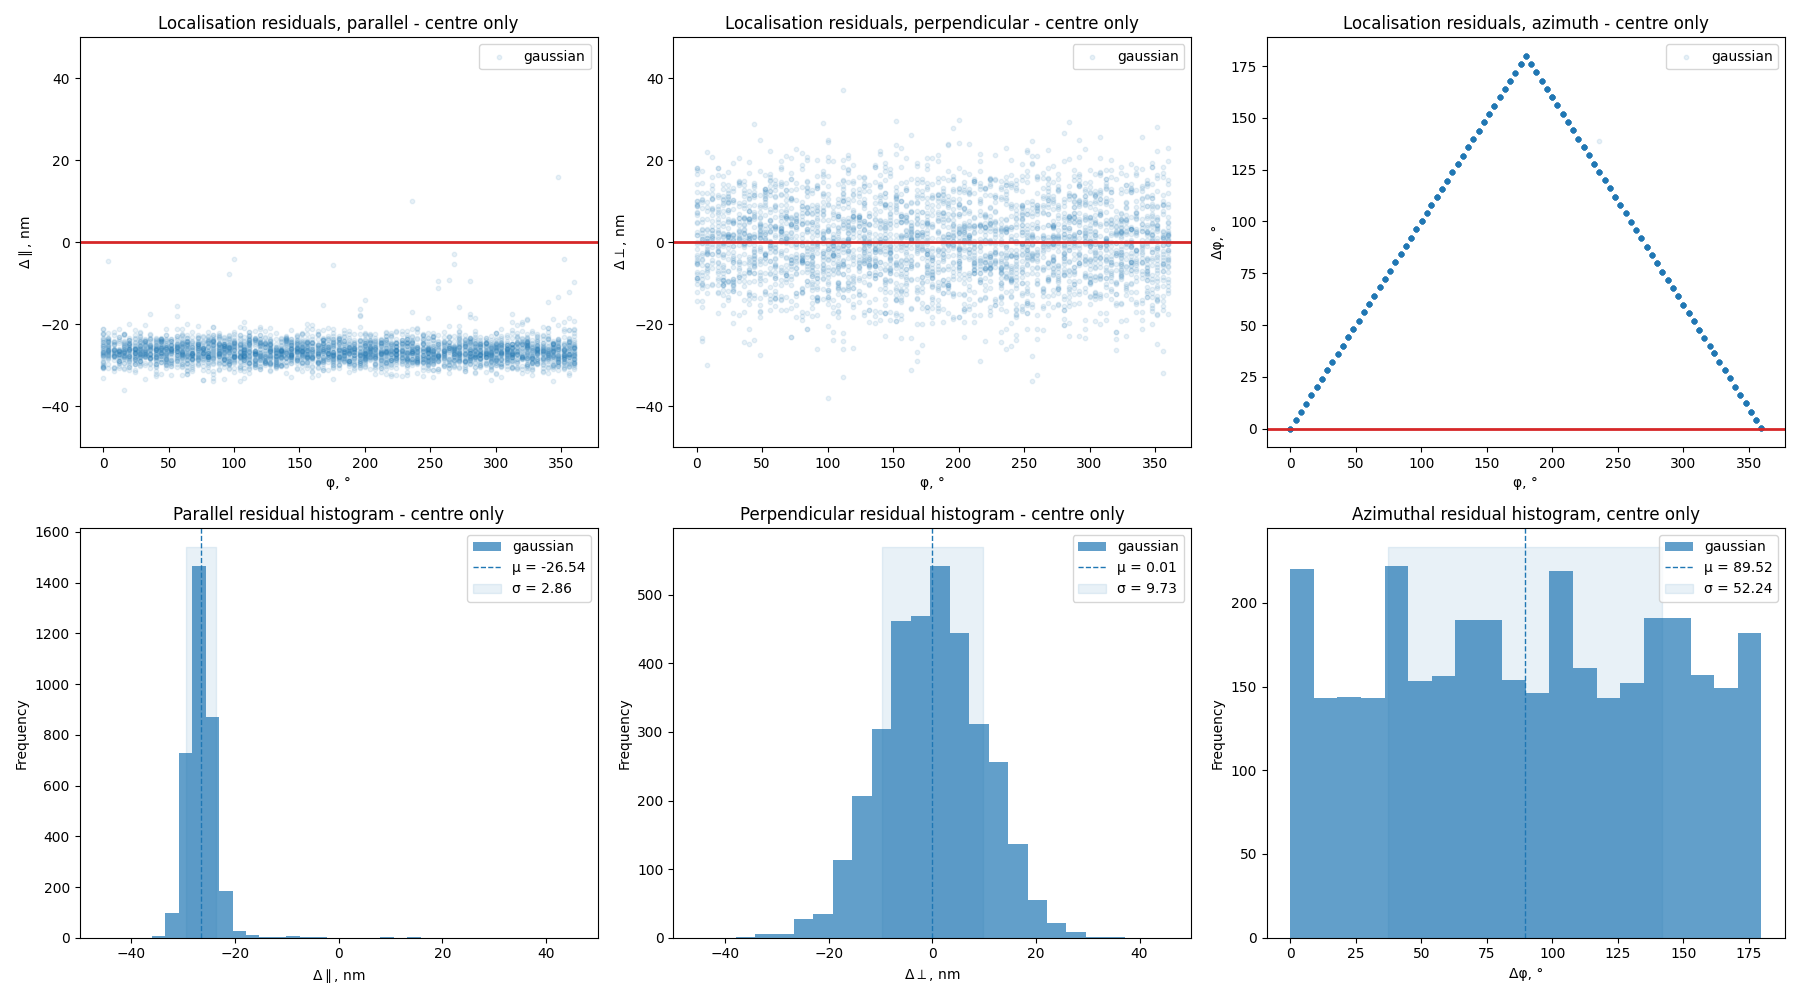 Localisation residuals, parallel - centre only
Localisation residuals, perpendicular - centre only
Localisation residuals, azimuth - centre only
gaussian
40
20
0
−20
−40
Δ∥, nm
0 50 100 150 200 250 300 350
φ, °
gaussian
40
20
0
−20
−40
Δ⊥, nm
0 50 100 150 200 250 300 350
φ, °
gaussian
175
150
125
100
75
50
25
0
Δφ, °
0 50 100 150 200 250 300 350
φ, °
Parallel residual histogram - centre only
gaussian
μ = -26.54
σ = 2.86
1600
1400
1200
1000
800
600
400
200
0
Frequency
−40 −20 0 20 40
Δ∥, nm
Perpendicular residual histogram - centre only
gaussian
μ = 0.01
σ = 9.73
500
400
300
200
100
0
Frequency
−40 −20 0 20 40
Δ⊥, nm
Azimuthal residual histogram, centre only
gaussian
μ = 89.52
σ = 52.24
200
150
100
50
0
Frequency
0 25 50 75 100 125 150 175
Δφ, °